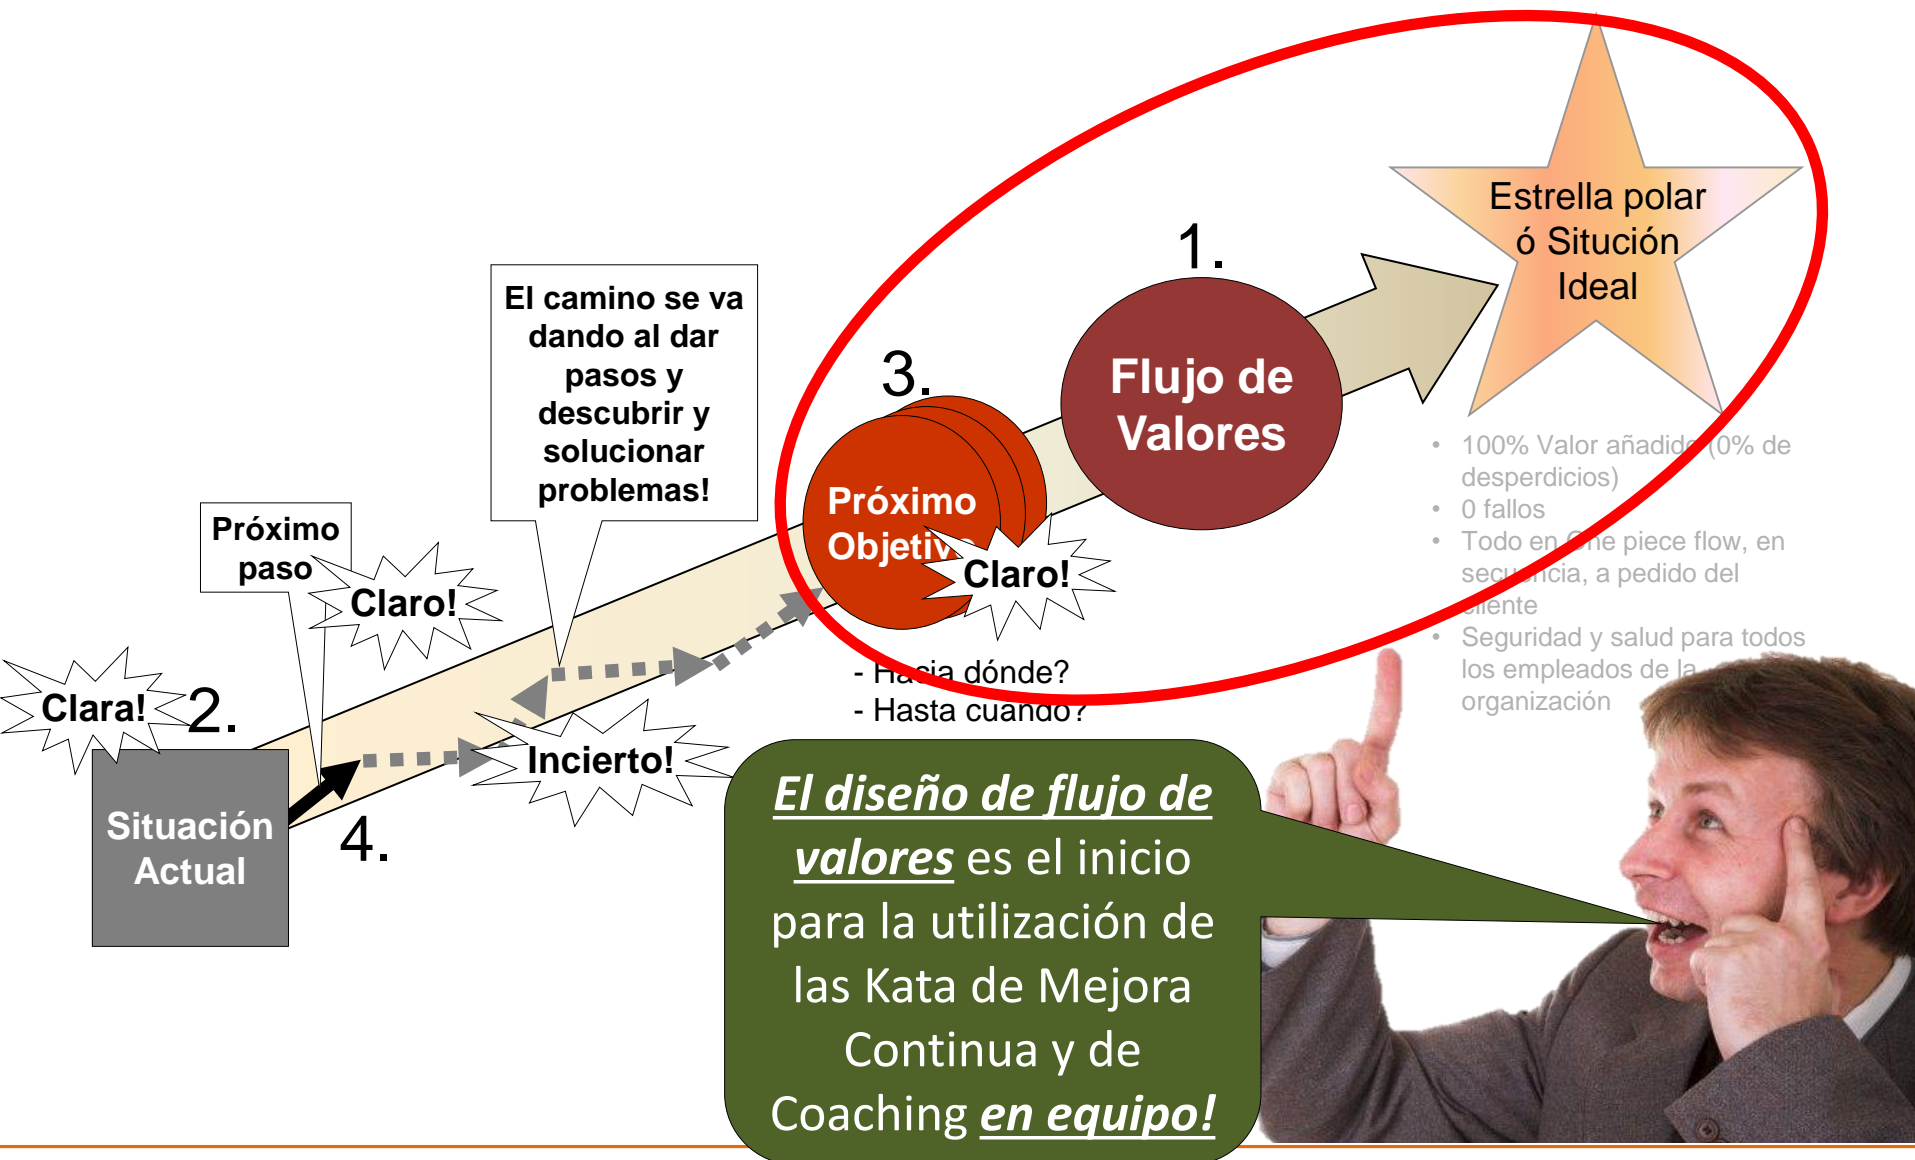 Estrella polar
ó Situción
Ideal
1.
Flujo de
Valores
3.
Próximo
Objetivo
Claro!
- Hacia dónde?
- Hasta cuándo?
El camino se va
dando al dar
pasos y
descubrir y
solucionar
problemas!
Próximo
paso
Claro!
Clara!
2.
Situación
Actual
4.
Incierto!
• 100% Valor añadido (0% de
desperdicios)
• 0 fallos
• Todo en One piece flow, en
secuencia, a pedido del
cliente
• Seguridad y salud para todos
los empleados de la
organización
El diseño de flujo de
valores es el inicio
para la utilización de
las Kata de Mejora
Continua y de
Coaching en equipo!